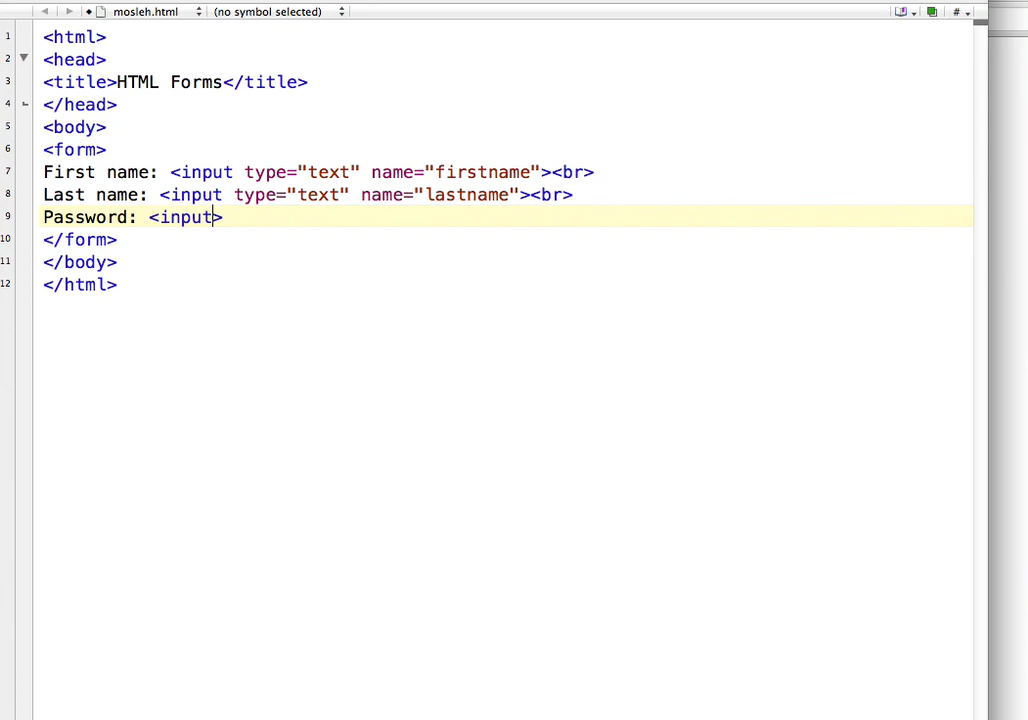 mosleh.html (no symbol selected) #
1 <html>
2 <head>
3 <title>HTML Forms</title>
4 </head>
5 <body>
6 <form>
7 First name: <input type="text" name="firstname"><br>
8 Last name: <input type="text" name="lastname"><br>
9 Password: <input>
10 </form>
11 </body>
12 </html>